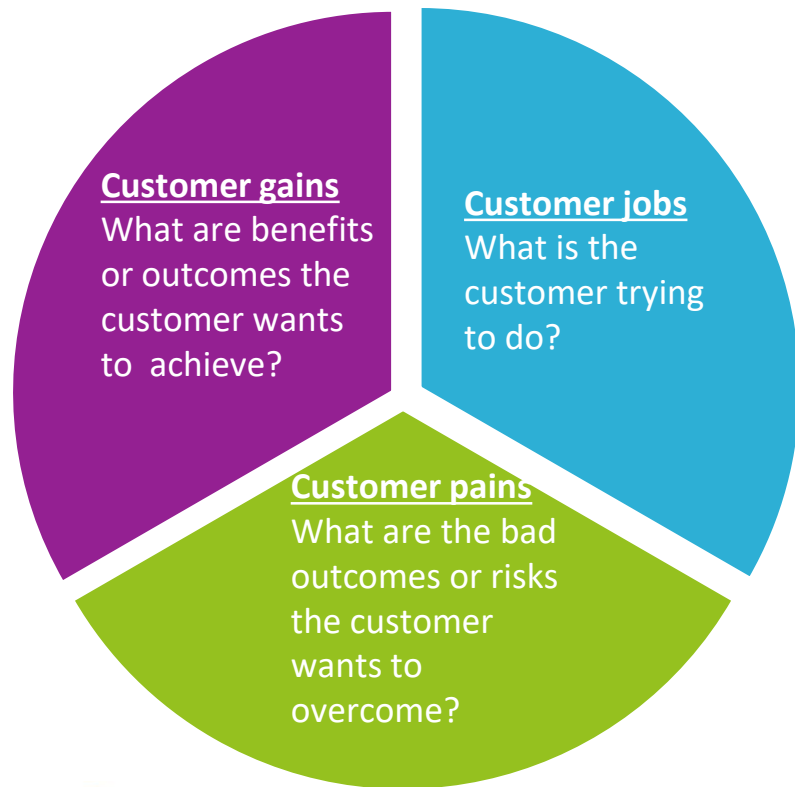 Customer gains
What are benefits
or outcomes the
customer wants
to  achieve?
Customer jobs
What is the
customer trying
to do?
Customer pains
What are the bad
outcomes or risks
the customer
wants to
overcome?